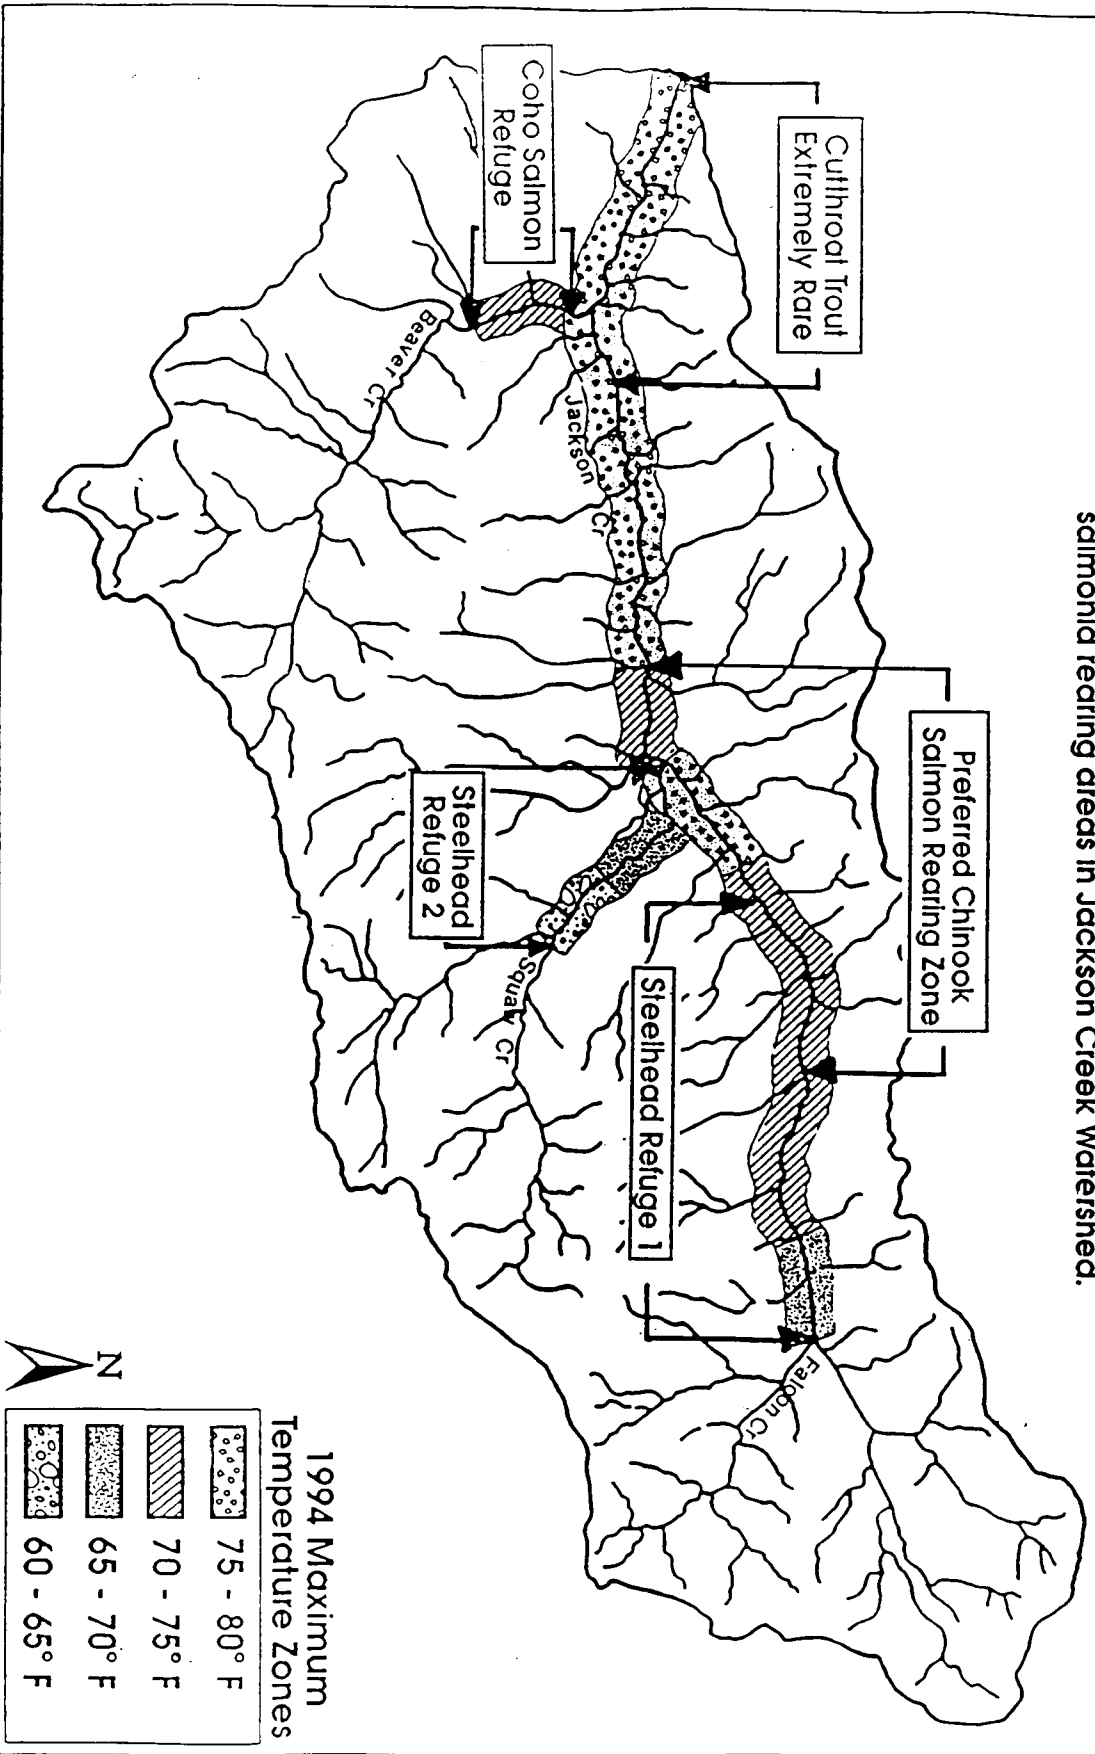 salmonid rearing areas in Jackson Creek Watershed.
Cutthroat Trout
Extremely Rare
Coho Salmon
Refuge
Preferred Chinook
Salmon Rearing Zone
Steelhead
Refuge 2
Steelhead Refuge 1
Beaver Cr
Jackson Cr
Squaw Cr
Falcon Cr
N
1994 Maximum
Temperature Zones
75 - 80° F
70 - 75° F
65 - 70° F
60 - 65° F